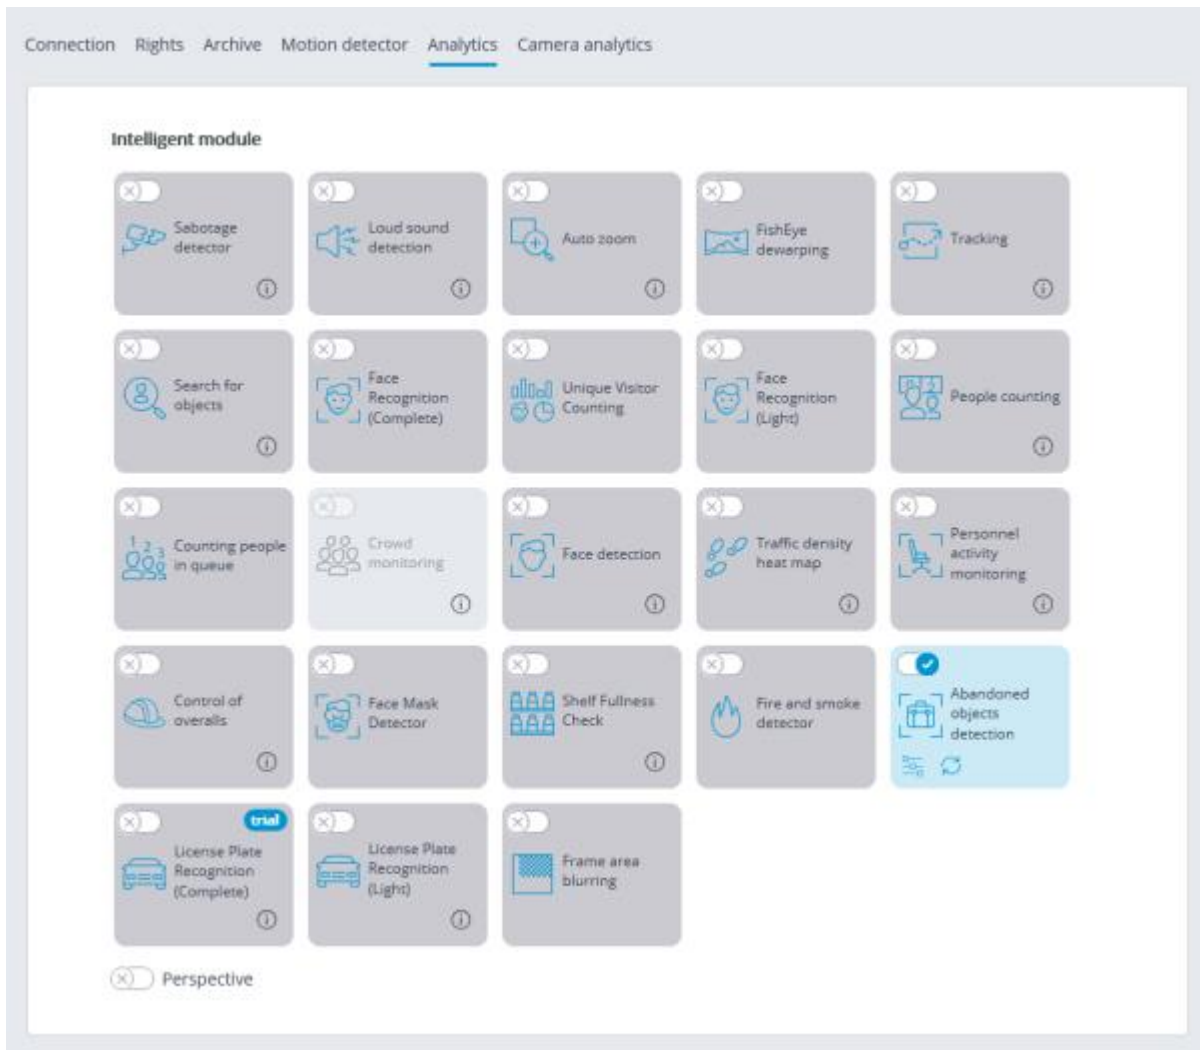 Connection Rights Archive Motion detector Analytics Camera analytics
Intelligent module
Sabotage
detector
Loud sound
detection
Auto zoom
FishEye
dewarping
Tracking
Search for
objects
Face
Recognition
(Complete)
Unique Visitor
Counting
Face
Recognition
(Light)
People counting
Counting people
in queue
Crowd
monitoring
Face detection
Traffic density
heat map
Personnel
activity
monitoring
Control of
overalls
Face Mask
Detector
Shelf Fullness
Check
Fire and smoke
detector
Abandoned
objects
detection
trial
License Plate
Recognition
(Complete)
License Plate
Recognition
(Light)
Frame area
blurring
Perspective